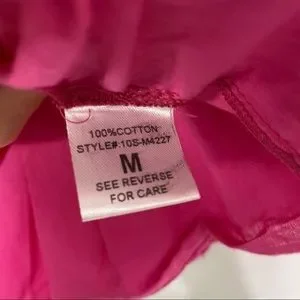 100%COTTON
STYLE#:10S-M4227
M
SEE REVERSE
FOR CARE